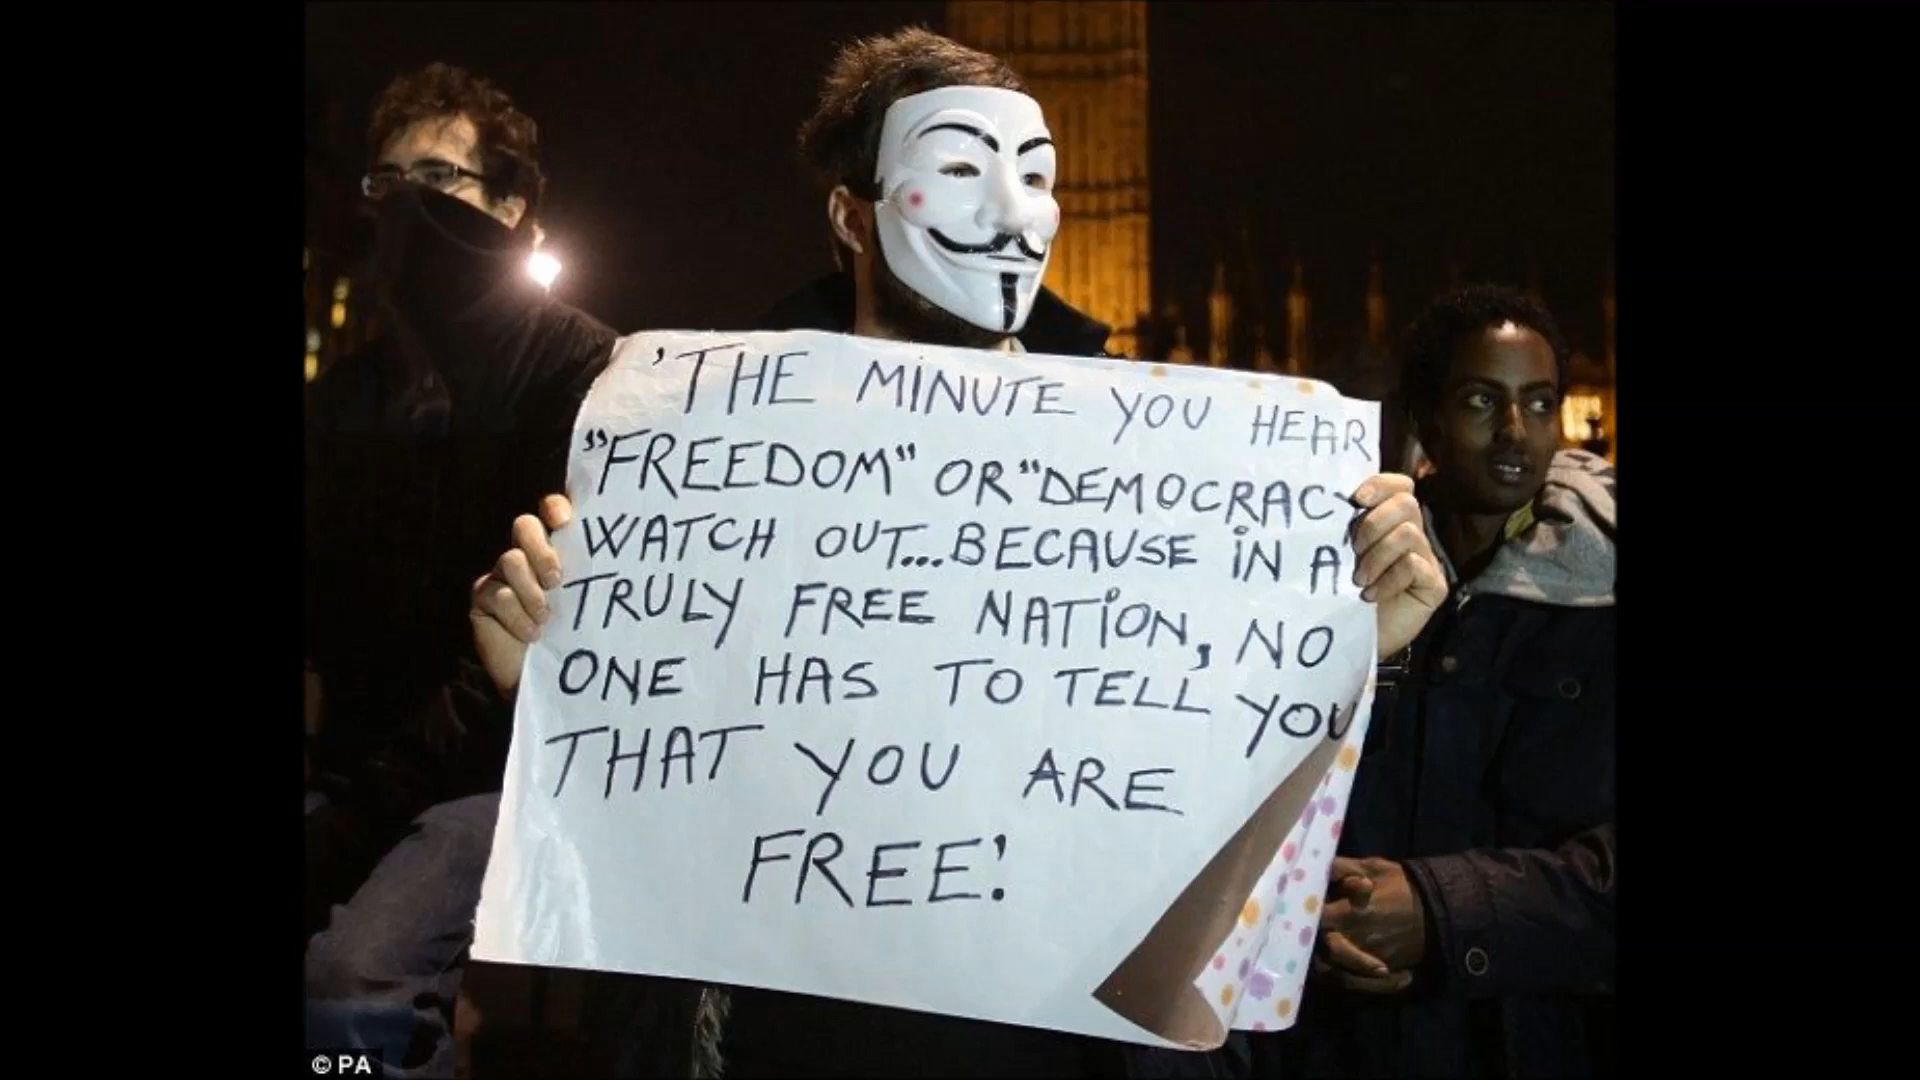 'THE MINUTE YOU HEAR
"FREEDOM" OR "DEMOCRACY
WATCH OUT...BECAUSE IN A
TRULY FREE NATION, NO
ONE HAS TO TELL YOU
THAT YOU ARE
FREE.'
© PA